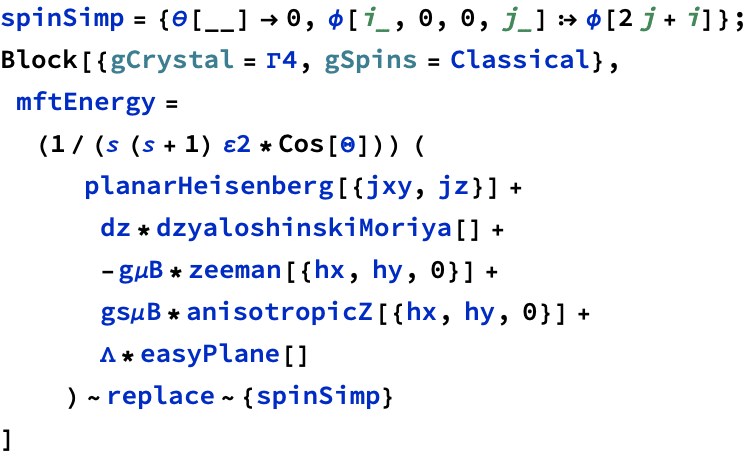 spinSimp = {θ[__] → 0, ϕ[i_, 0, 0, j_] ⧴ ϕ[2 j + i]};
Block[{gCrystal = Γ4, gSpins = Classical},
mftEnergy =
(1 / (s (s + 1) ε2 * Cos[Θ])) (
planarHeisenberg[{jxy, jz}] +
dz * dzyaloshinskiMoriya[] +
-gμB * zeeman[{hx, hy, 0}] +
gsμB * anisotropicZ[{hx, hy, 0}] +
Λ * easyPlane[]
) ~ replace ~ {spinSimp}
]